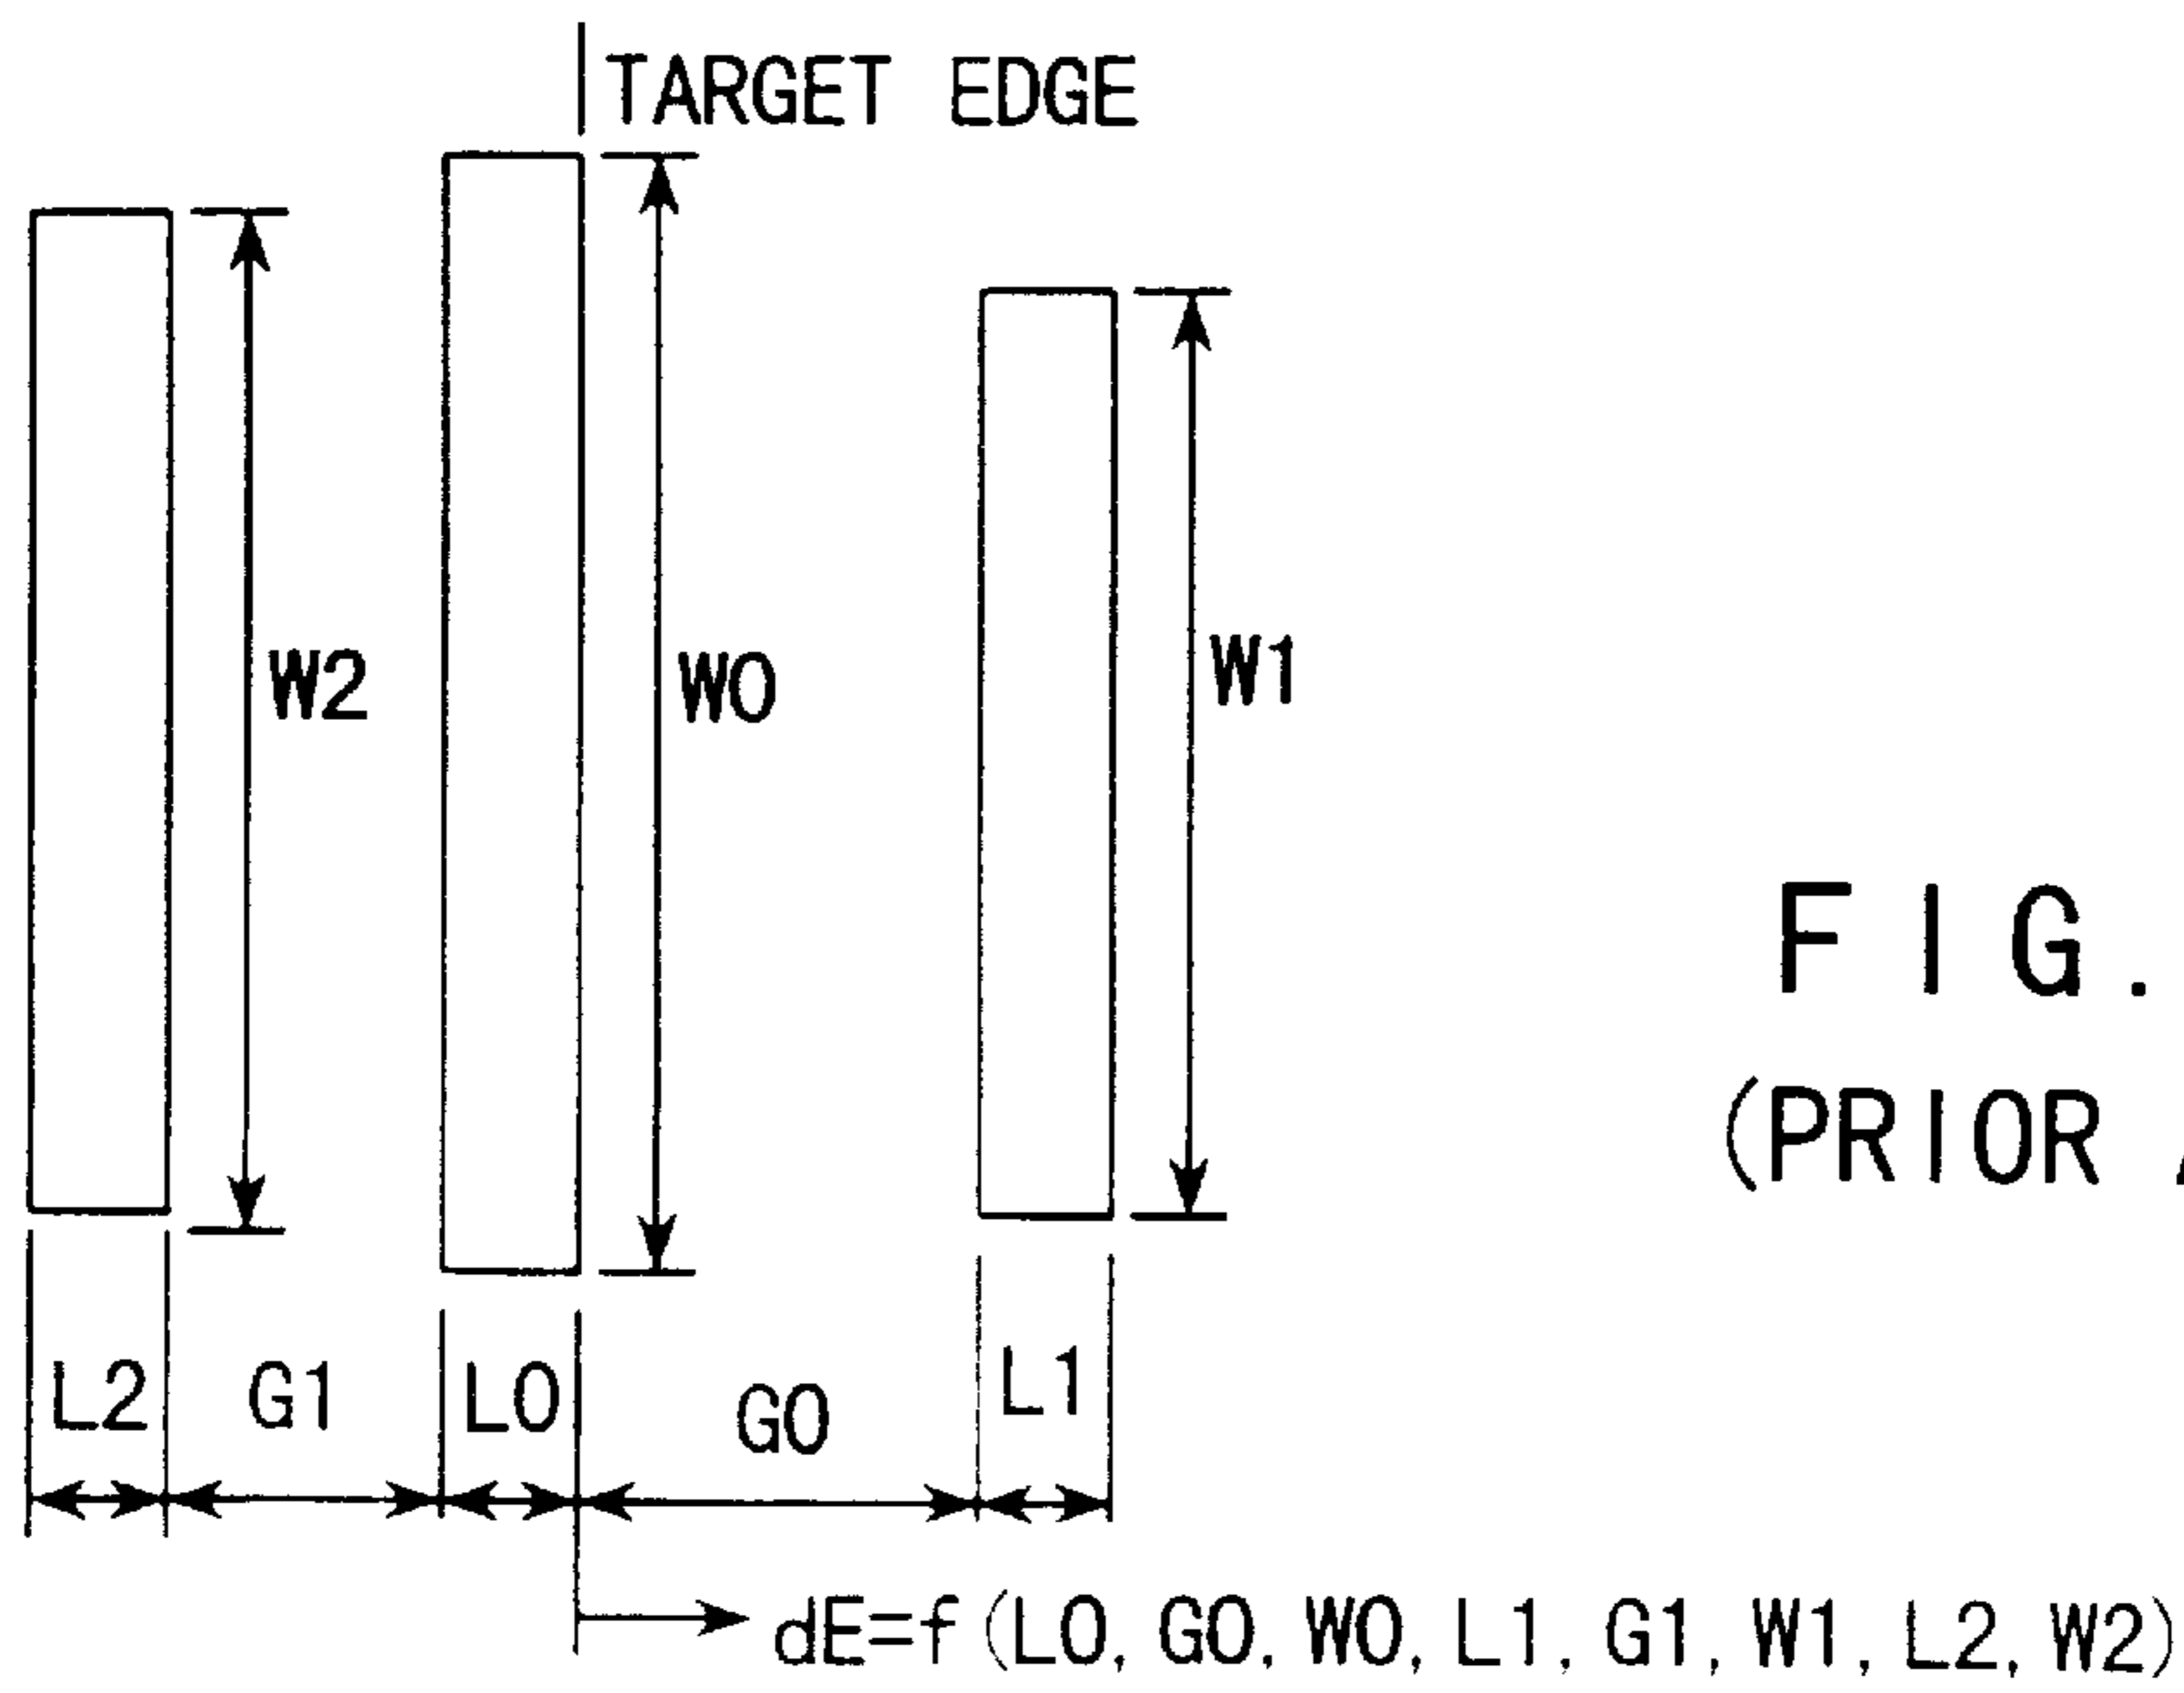 TARGET EDGE
W2
W0
W1
FIG.
(PRIOR
L2
G1
L0
G0
L1
dE=f(L0, G0, W0, L1, G1, W1, L2, W2)